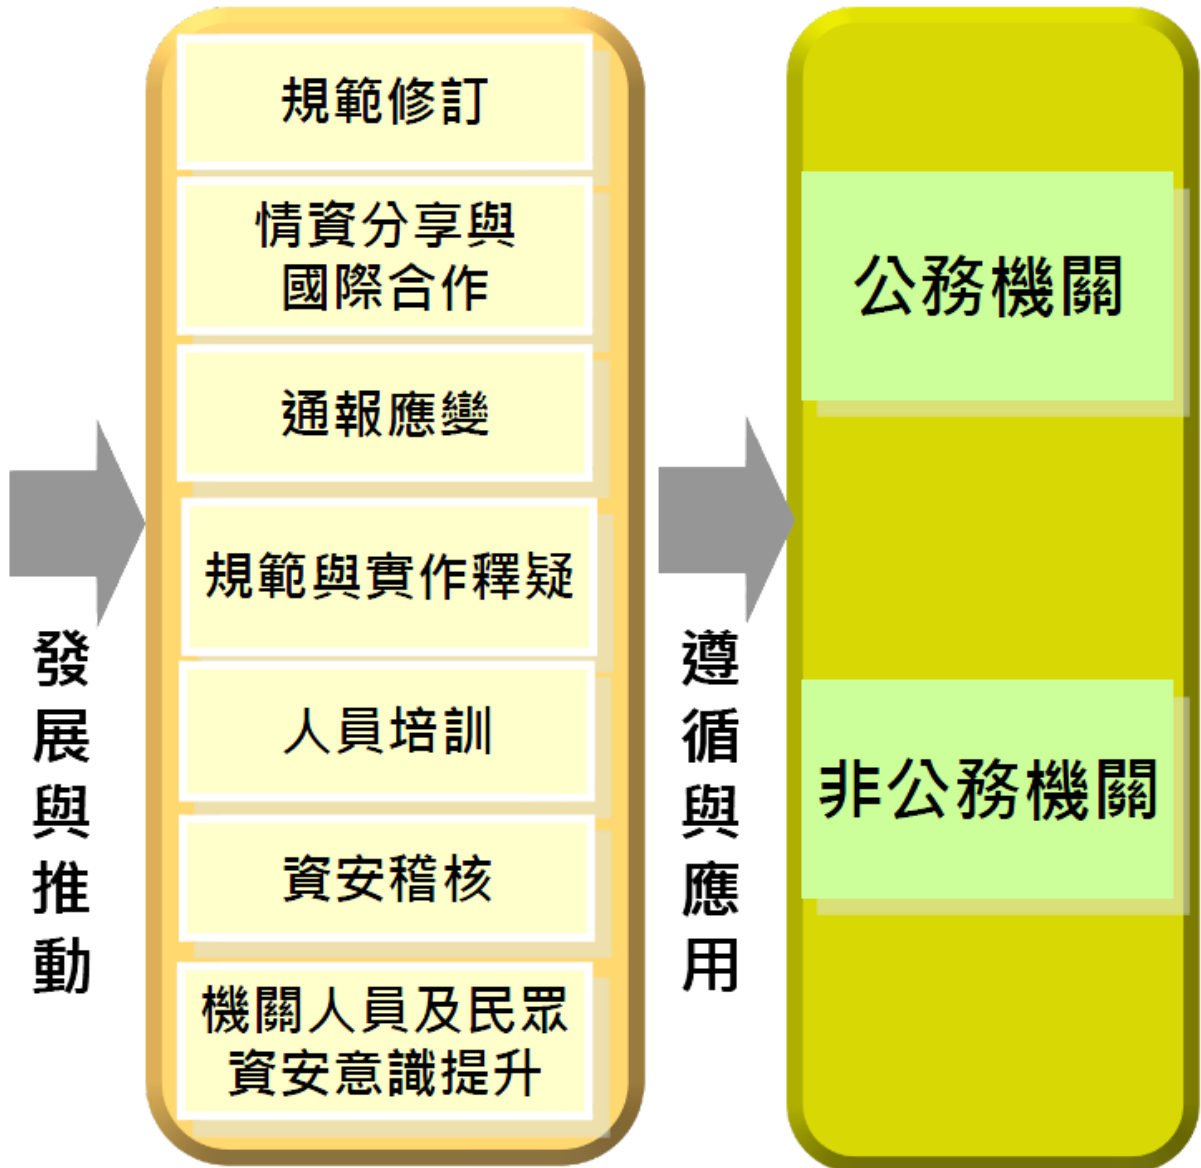 規範修訂
情資分享與
國際合作
通報應變
規範與實作釋疑
人員培訓
資安稽核
機關人員及民眾
資安意識提升
發展與推動
遵循與應用
公務機關
非公務機關